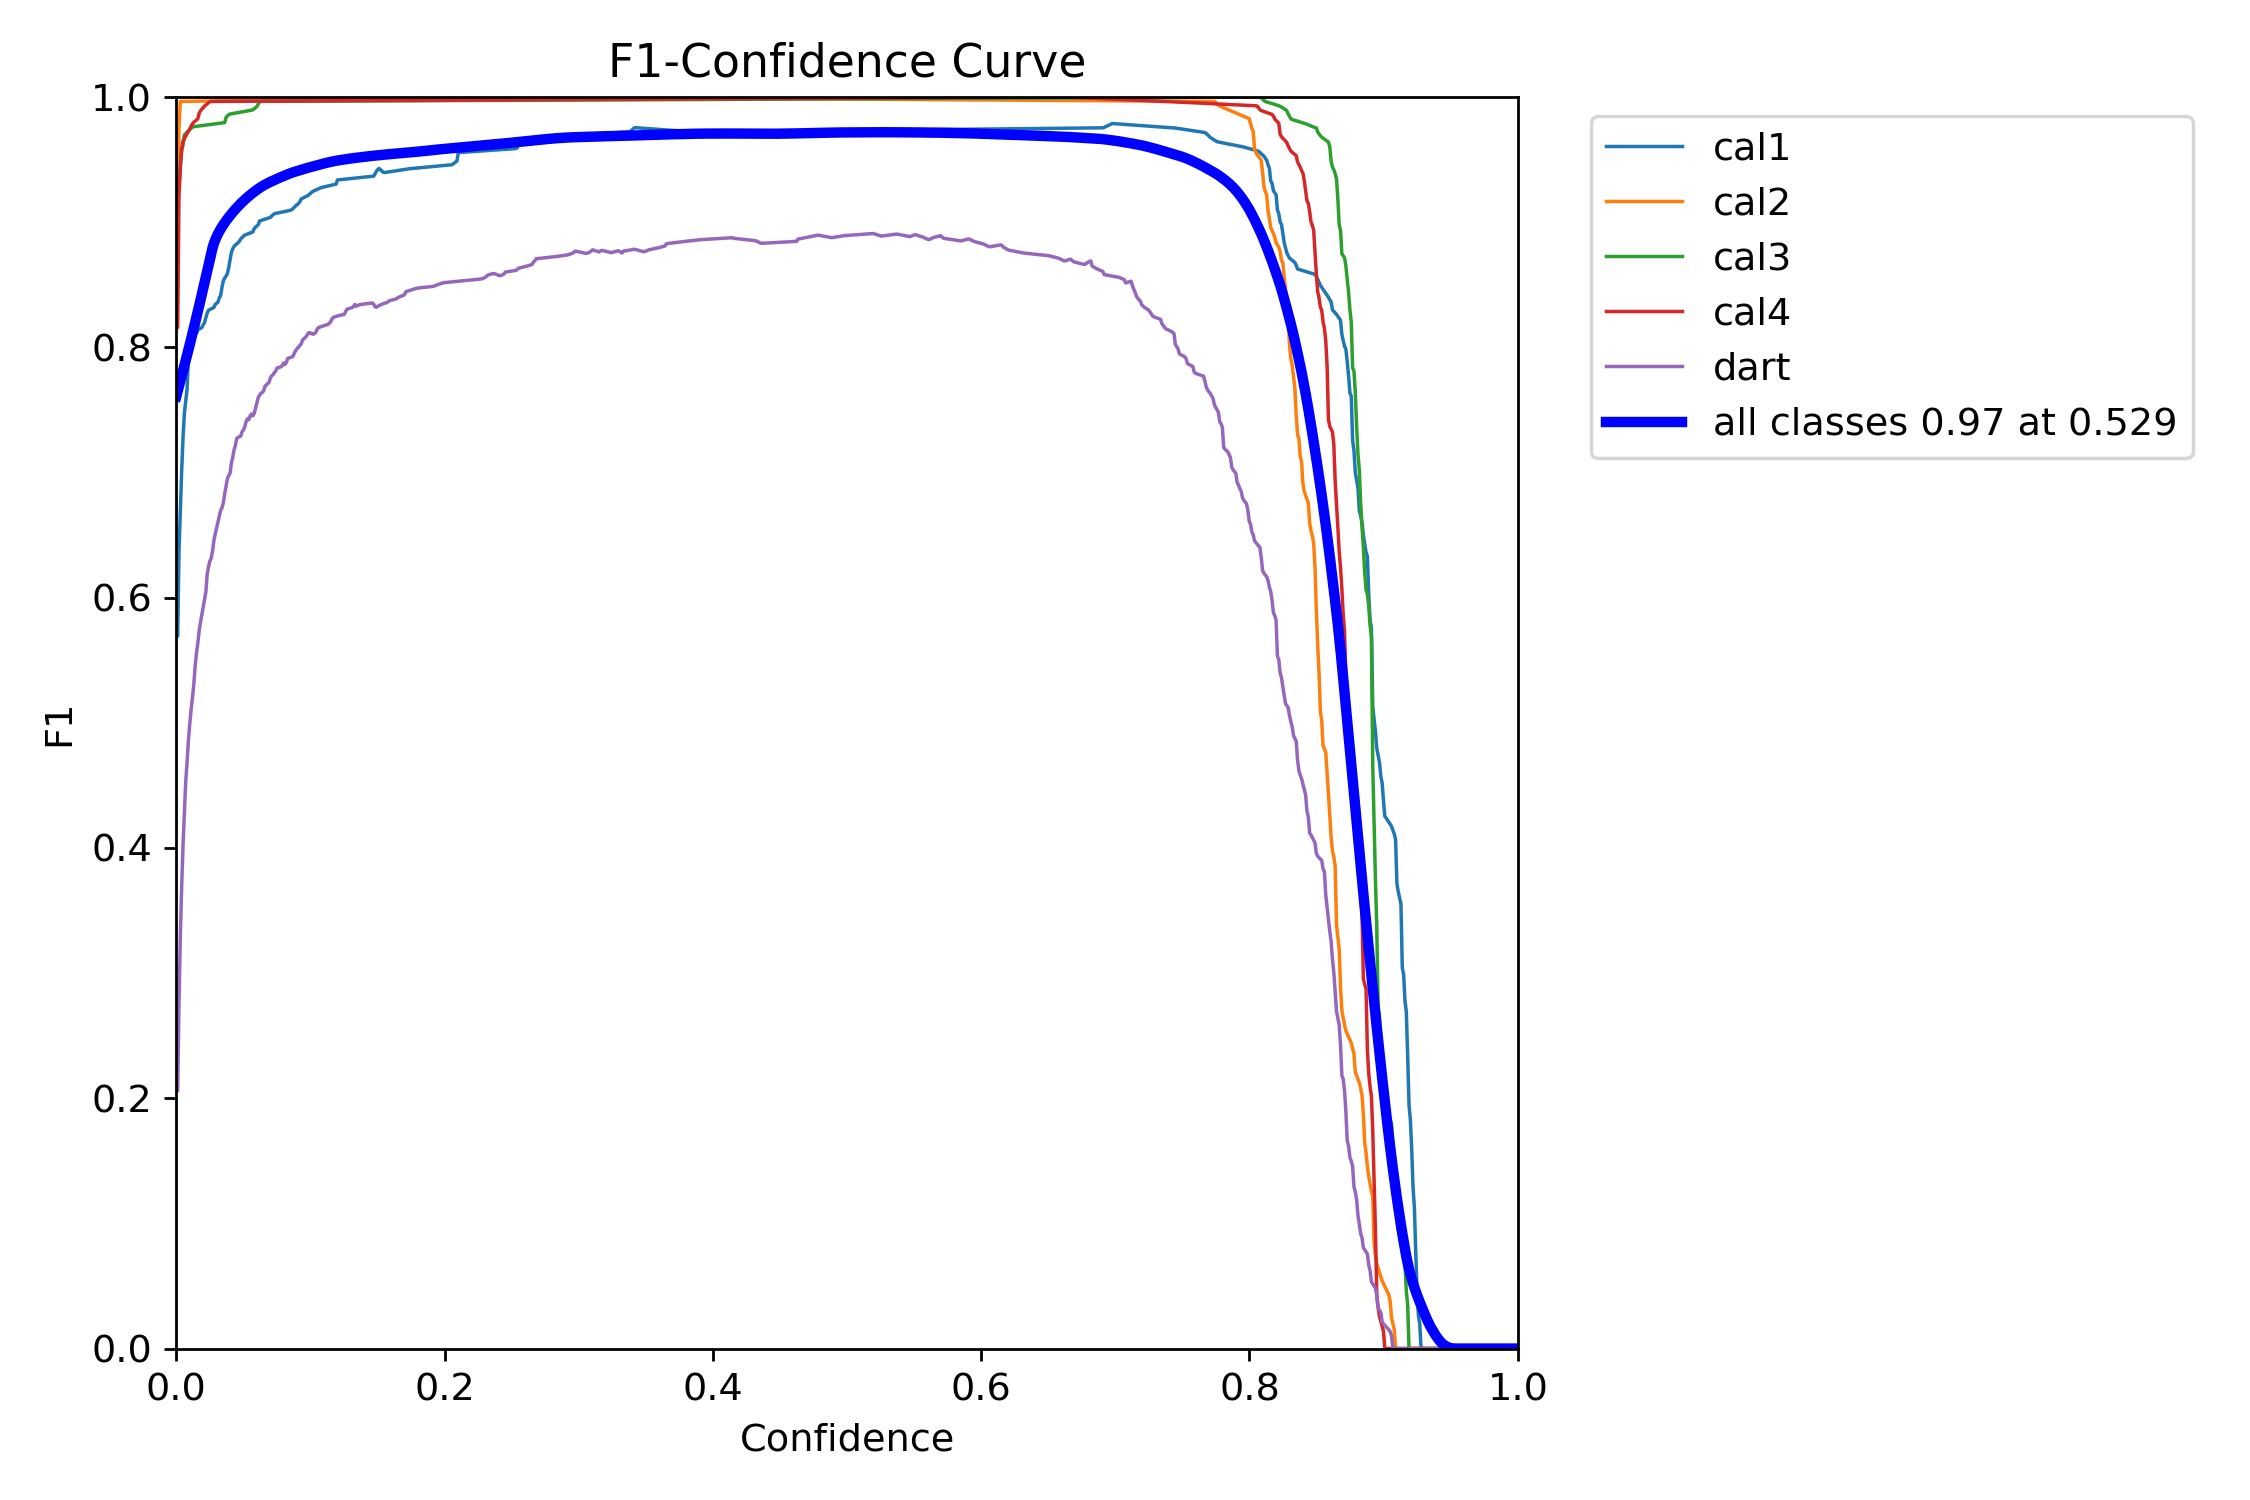 F1-Confidence Curve
1.0
0.8
0.6
0.4
0.2
0.0
F1
0.0 0.2 0.4 0.6 0.8 1.0
Confidence
cal1
cal2
cal3
cal4
dart
all classes 0.97 at 0.529